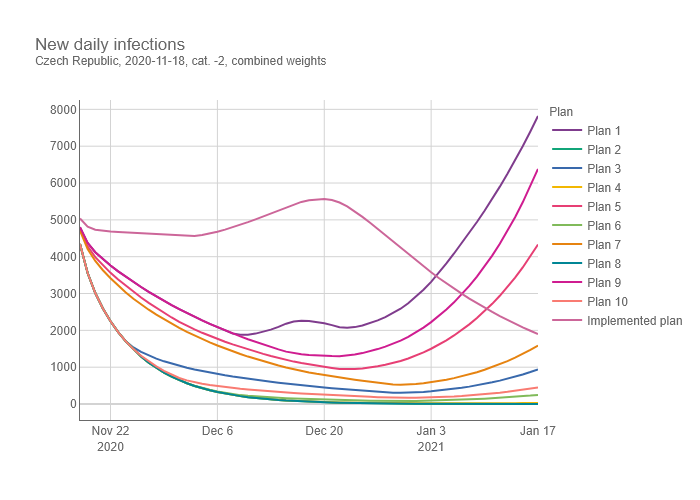 New daily infections
Czech Republic, 2020-11-18, cat. -2, combined weights
Plan
8000
7000
6000
5000
4000
3000
2000
1000
0
Nov 22
2020
Dec 6
Dec 20
Jan 3
2021
Jan 17
Plan 1
Plan 2
Plan 3
Plan 4
Plan 5
Plan 6
Plan 7
Plan 8
Plan 9
Plan 10
Implemented plan